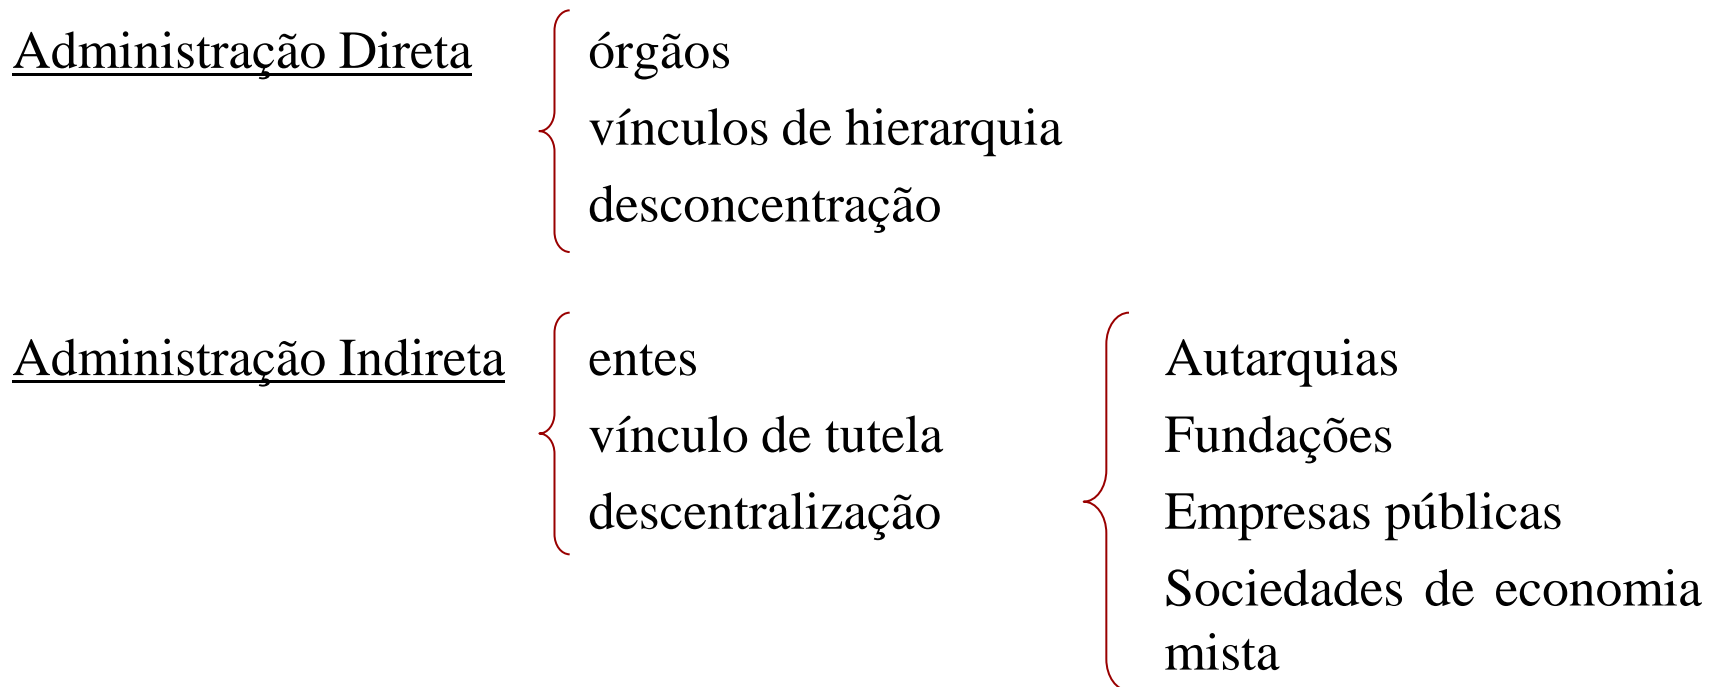 Administração Direta
órgãos
vínculos de hierarquia
desconcentração
Administração Indireta
entes
vínculo de tutela
descentralização
Autarquias
Fundações
Empresas públicas
Sociedades de economia
mista